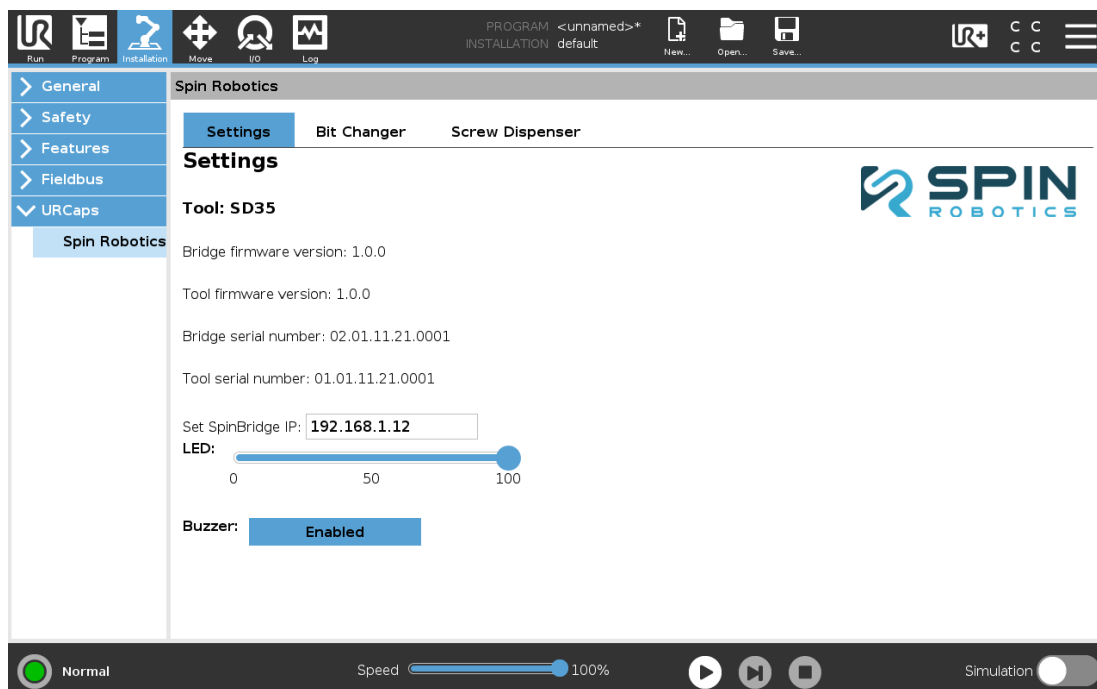 PROGRAM <unnamed>*
INSTALLATION default
Run Program Installation Move I/O Log New... Open... Save...
UR
UR+
C C
C C
General
Safety
Features
Fieldbus
URCaps
Spin Robotics
Spin Robotics
Settings Bit Changer Screw Dispenser
Settings
SPIN
ROBOTICS
Tool: SD35
Bridge firmware version: 1.0.0
Tool firmware version: 1.0.0
Bridge serial number: 02.01.11.21.0001
Tool serial number: 01.01.11.21.0001
Set SpinBridge IP: 192.168.1.12
LED:
0 50 100
Buzzer: Enabled
Normal Speed 100% Simulation